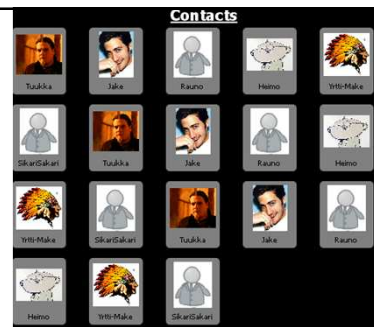 Contacts
Tuukka Jake Rauno Heimo Yrtti-Make
SikariSakari Tuukka Jake Rauno Heimo
Yrtti-Make SikariSakari Tuukka Jake Rauno
Heimo Yrtti-Make SikariSakari